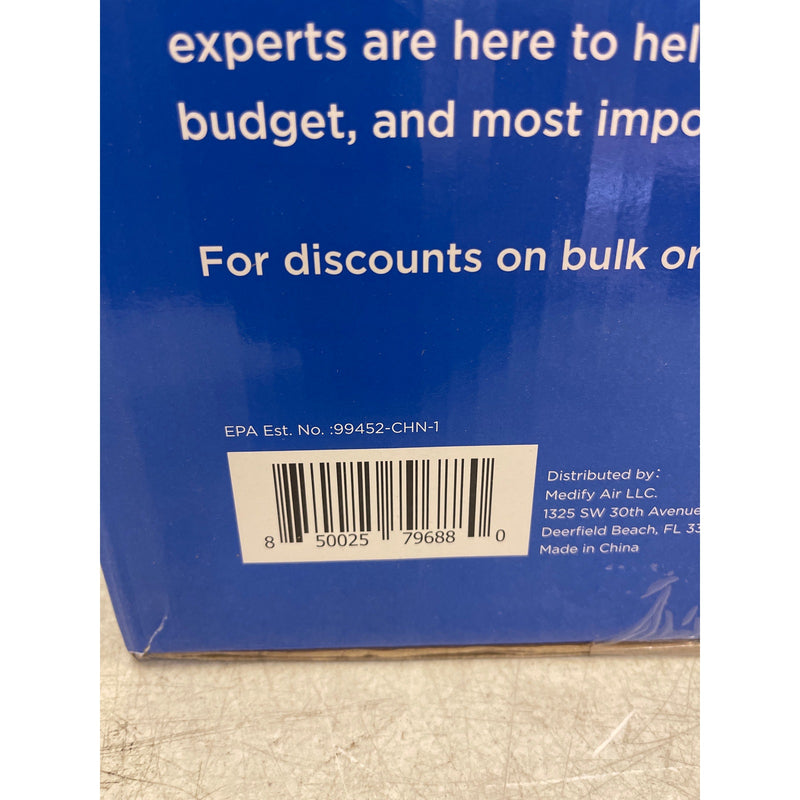 experts are here to hel
budget, and most impo
For discounts on bulk or
EPA Est. No. :99452-CHN-1
8 50025 79688 0
Distributed by:
Medify Air LLC.
1325 SW 30th Avenue
Deerfield Beach, FL 33
Made in China